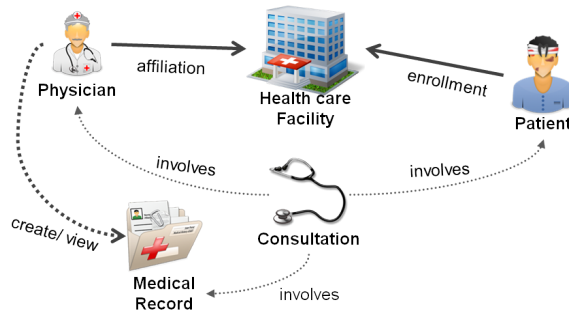 affiliation
enrollment
Physician
Health care
Facility
Patient
involves
involves
create/ view
Consultation
Medical
Record
involves